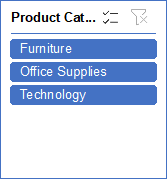 Product Cat...
Furniture
Office Supplies
Technology